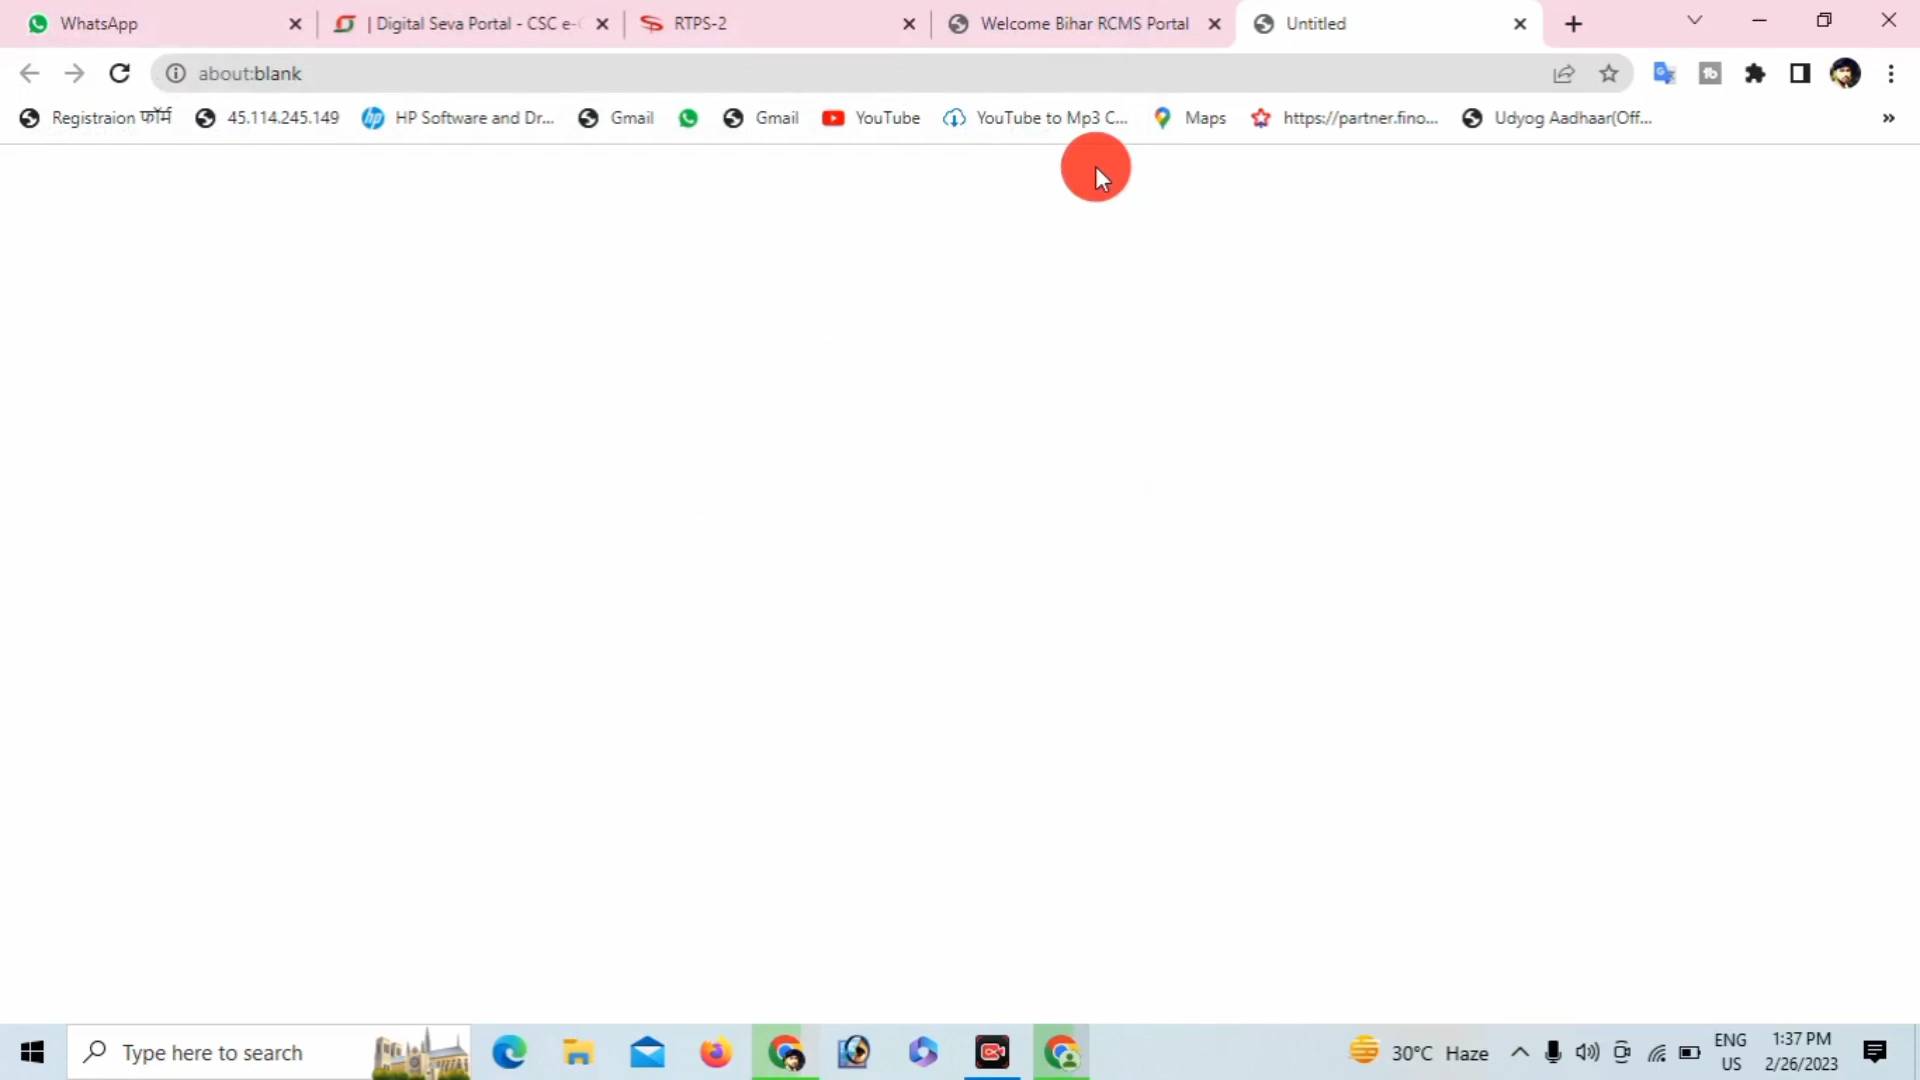 WhatsApp
| Digital Seva Portal - CSC e-G
RTPS-2
Welcome Bihar RCMS Portal
Untitled
about:blank
Registraion फॉर्म
45.114.245.149
HP Software and Dr...
Gmail
Gmail
YouTube
YouTube to Mp3 C...
Maps
https://partner.fino...
Udyog Aadhaar(Off...
»
Type here to search
30°C Haze
ENG
US
1:37 PM
2/26/2023